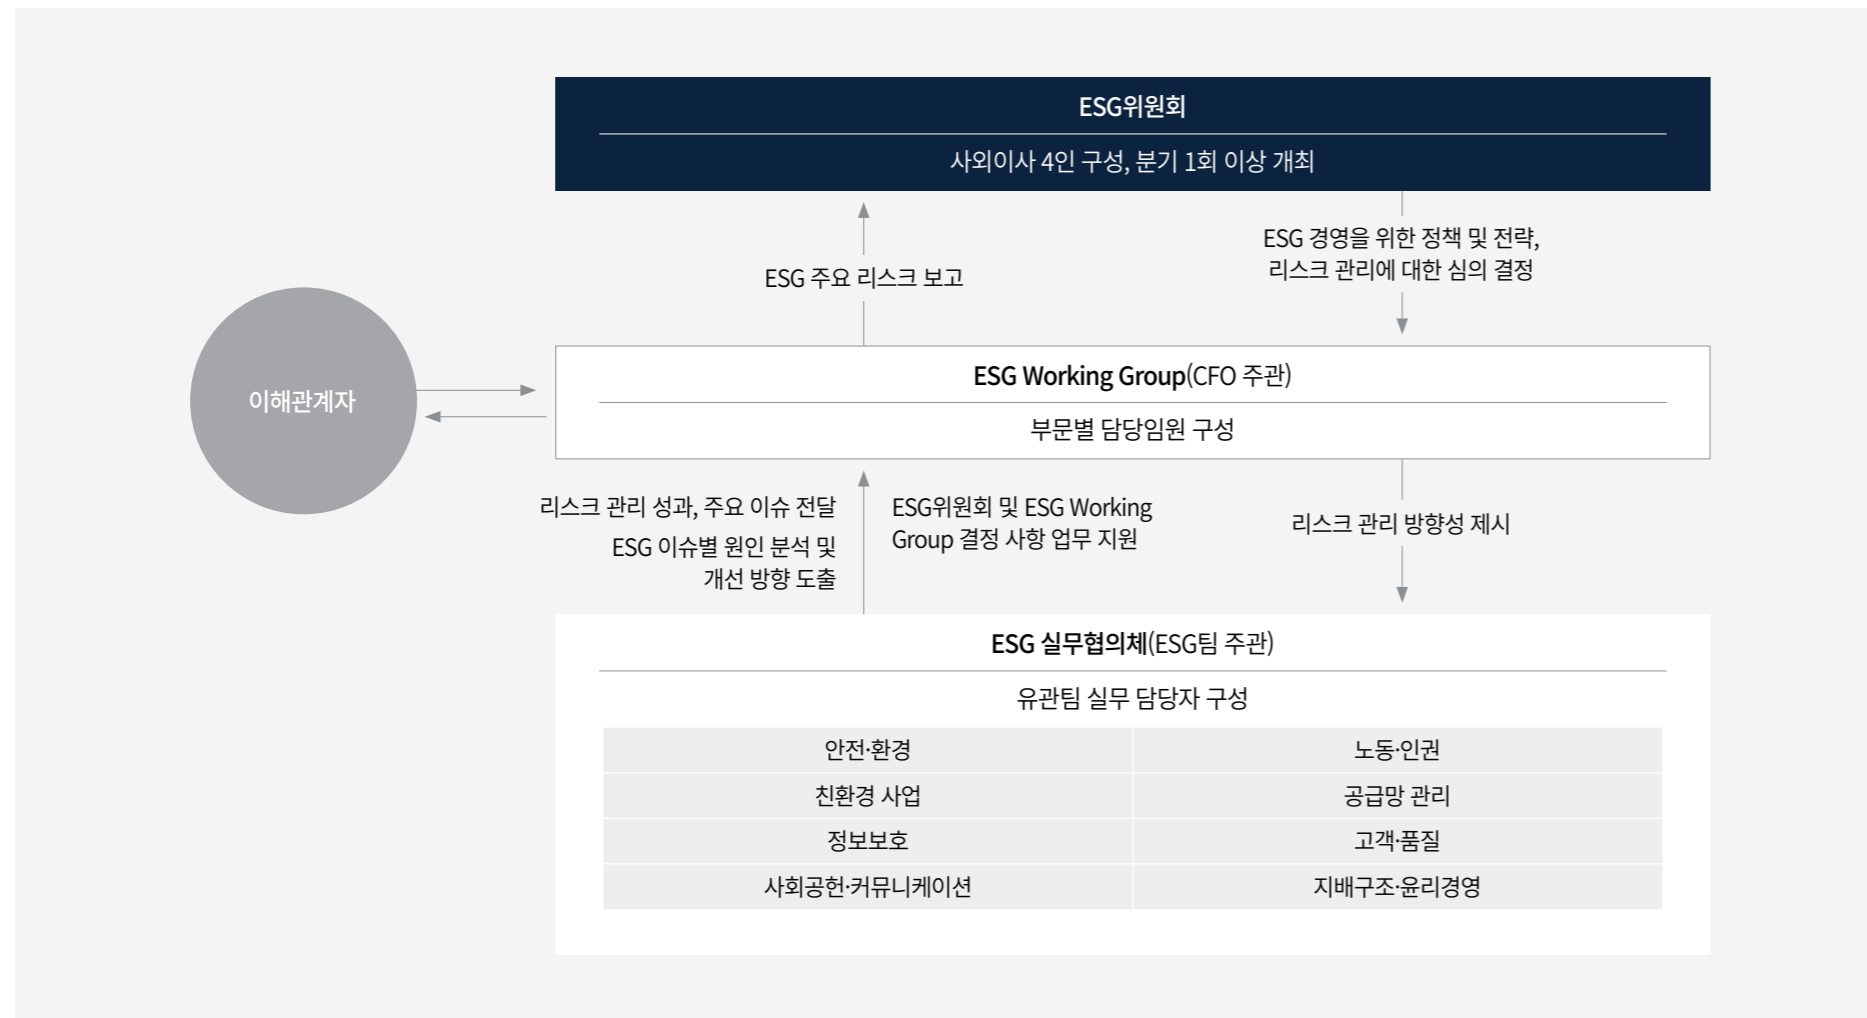 ESG위원회
사외이사 4인 구성, 분기 1회 이상 개최
ESG 주요 리스크 보고
ESG 경영을 위한 정책 및 전략,
리스크 관리에 대한 심의 결정
이해관계자
ESG Working Group(CFO 주관)
부문별 담당임원 구성
리스크 관리 성과, 주요 이슈 전달
ESG 이슈별 원인 분석 및
개선 방향 도출
ESG위원회 및 ESG Working
Group 결정 사항 업무 지원
리스크 관리 방향성 제시
ESG 실무협의체(ESG팀 주관)
유관팀 실무 담당자 구성
안전·환경
노동·인권
친환경 사업
공급망 관리
정보보호
고객·품질
사회공헌·커뮤니케이션
지배구조·윤리경영